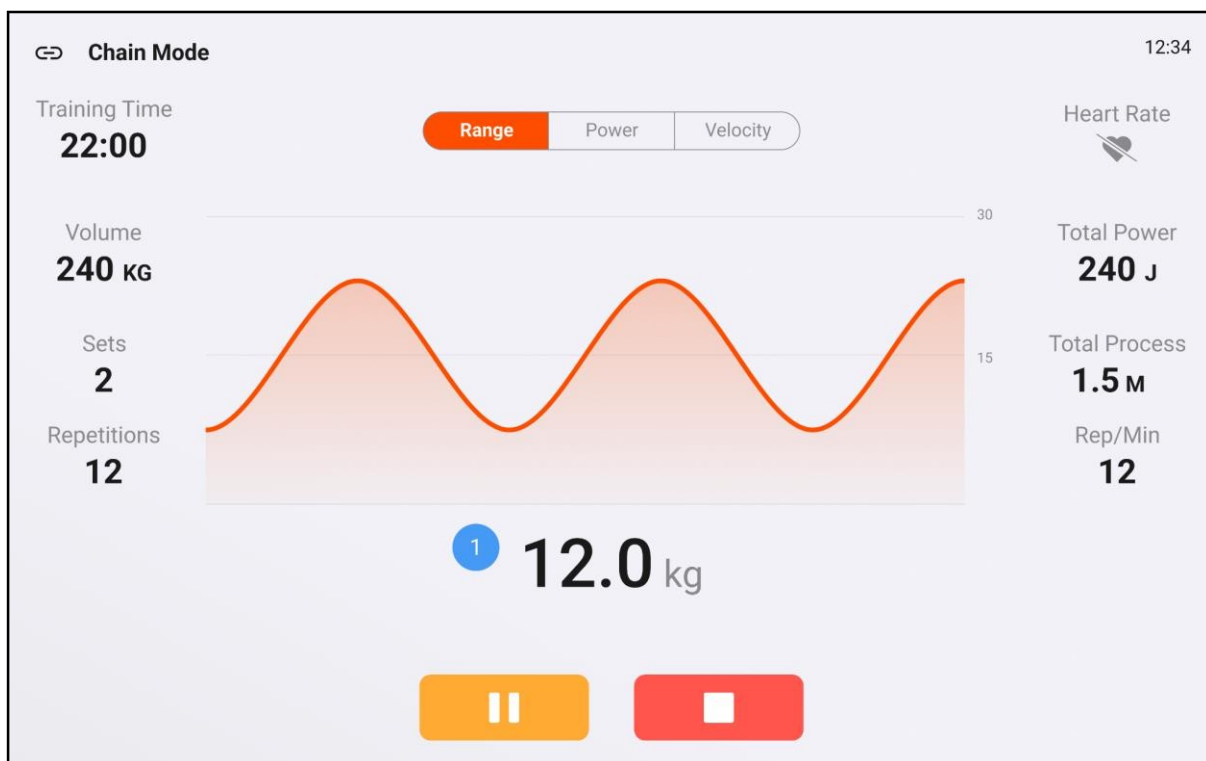 Chain Mode
12:34
Training Time
22:00
Range
Power
Velocity
Heart Rate
Volume
240 KG
30
Total Power
240 J
Sets
2
15
Total Process
1.5 M
Repetitions
12
Rep/Min
12
1
12.0 kg